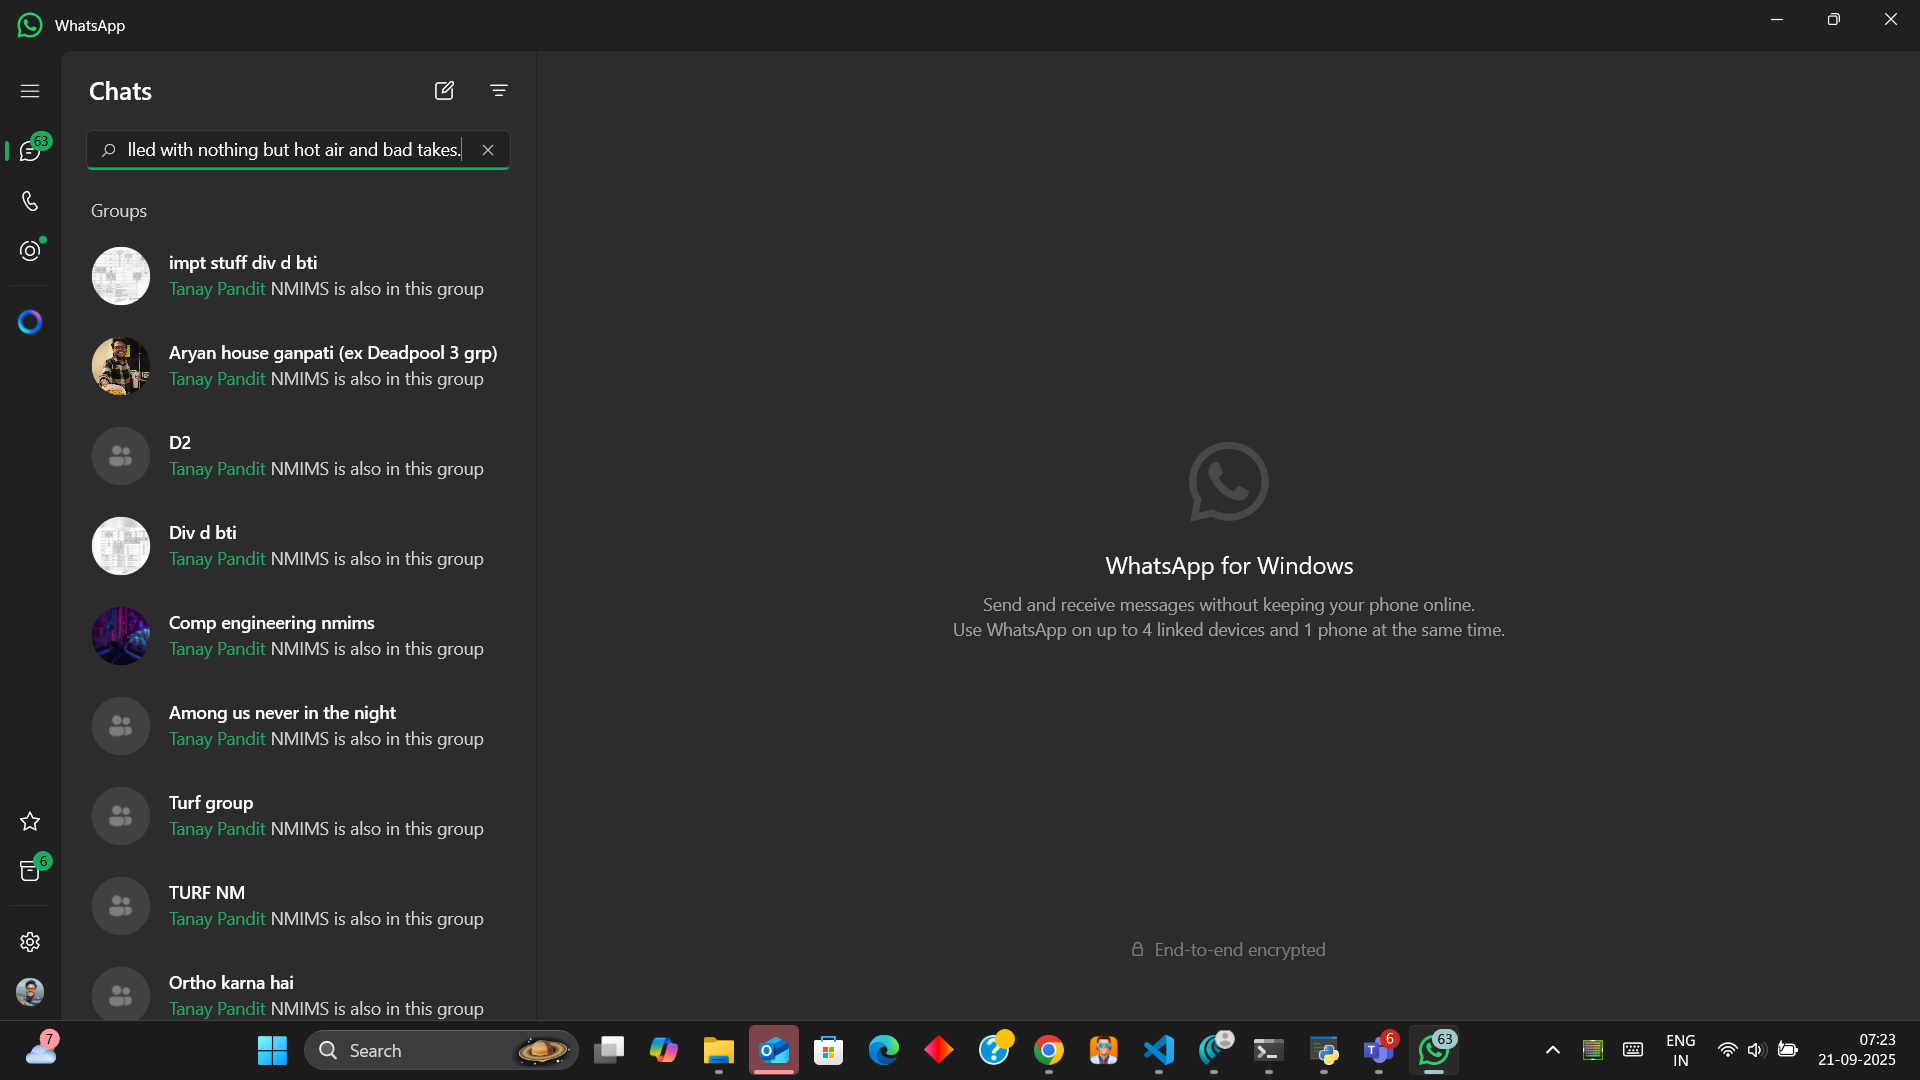 WhatsApp
Chats
63
lled with nothing but hot air and bad takes.
Groups
impt stuff div d bti
Tanay Pandit NMIMS is also in this group
Aryan house ganpati (ex Deadpool 3 grp)
Tanay Pandit NMIMS is also in this group
D2
Tanay Pandit NMIMS is also in this group
Div d bti
Tanay Pandit NMIMS is also in this group
Comp engineering nmims
Tanay Pandit NMIMS is also in this group
Among us never in the night
Tanay Pandit NMIMS is also in this group
Turf group
Tanay Pandit NMIMS is also in this group
6
TURF NM
Tanay Pandit NMIMS is also in this group
Ortho karna hai
Tanay Pandit NMIMS is also in this group
WhatsApp for Windows
Send and receive messages without keeping your phone online.
Use WhatsApp on up to 4 linked devices and 1 phone at the same time.
End-to-end encrypted
7
Search
6
63
ENG
IN
07:23
21-09-2025